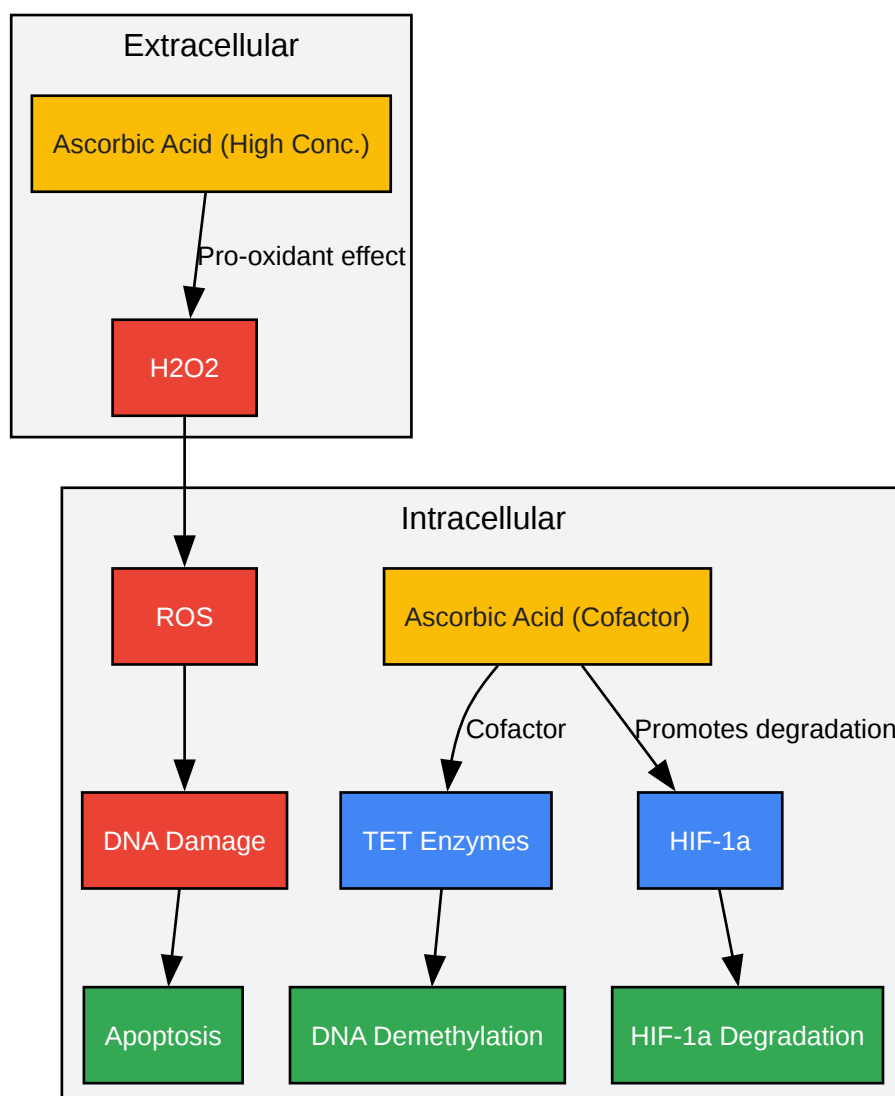 Extracellular
Ascorbic Acid (High Conc.)
Pro-oxidant effect
H2O2
Intracellular
ROS
Ascorbic Acid (Cofactor)
Cofactor
Promotes degradation
DNA Damage
TET Enzymes
HIF-1a
Apoptosis
DNA Demethylation
HIF-1a Degradation